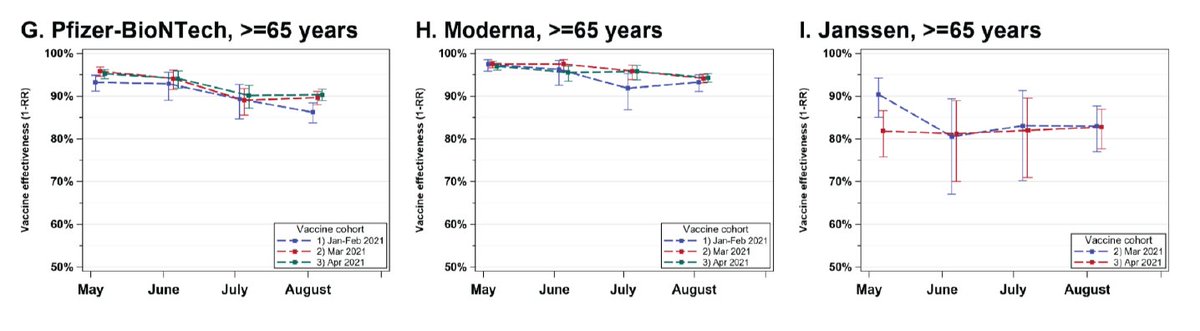 G. Pfizer-BioNTech, >=65 years
Vaccine effectiveness (1-RR)
100%
90%
80%
70%
60%
50%
Vaccine cohort
1) Jan-Feb 2021
2) Mar 2021
3) Apr 2021
May June July August
H. Moderna, >=65 years
Vaccine effectiveness (1-RR)
100%
90%
80%
70%
60%
50%
Vaccine cohort
1) Jan-Feb 2021
2) Mar 2021
3) Apr 2021
May June July August
I. Janssen, >=65 years
Vaccine effectiveness (1-RR)
100%
90%
80%
70%
60%
50%
Vaccine cohort
2) Mar 2021
3) Apr 2021
May June July August